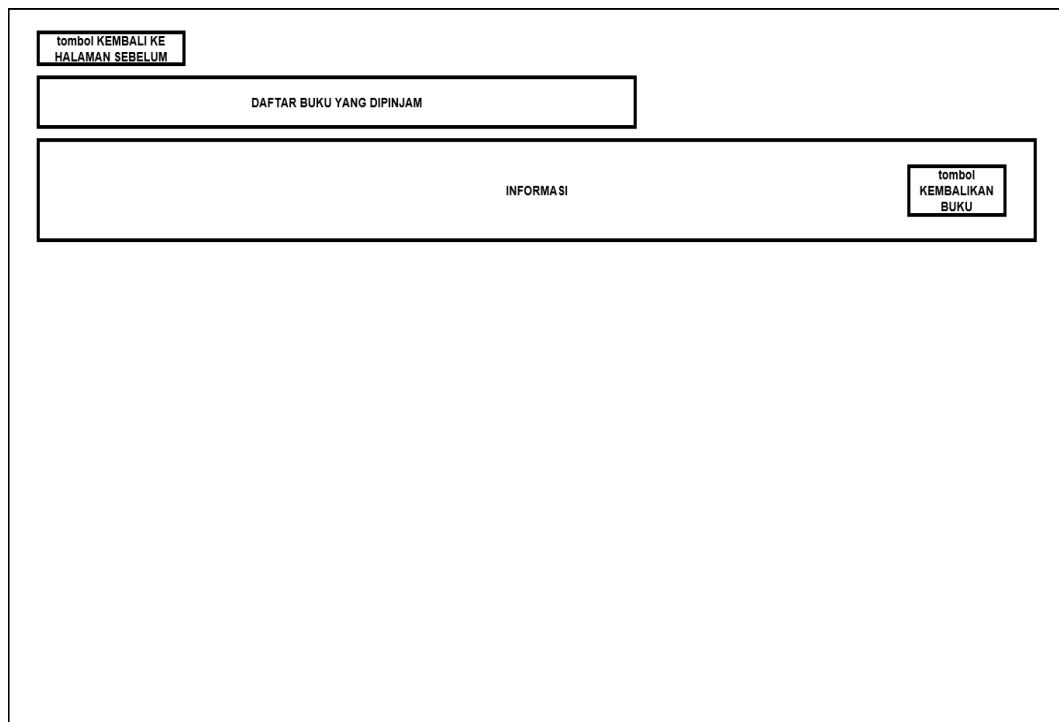 tombol KEMBALI KE
HALAMAN SEBELUM
DAFTAR BUKU YANG DIPINJAM
INFORMASI
tombol
KEMBALIKAN
BUKU